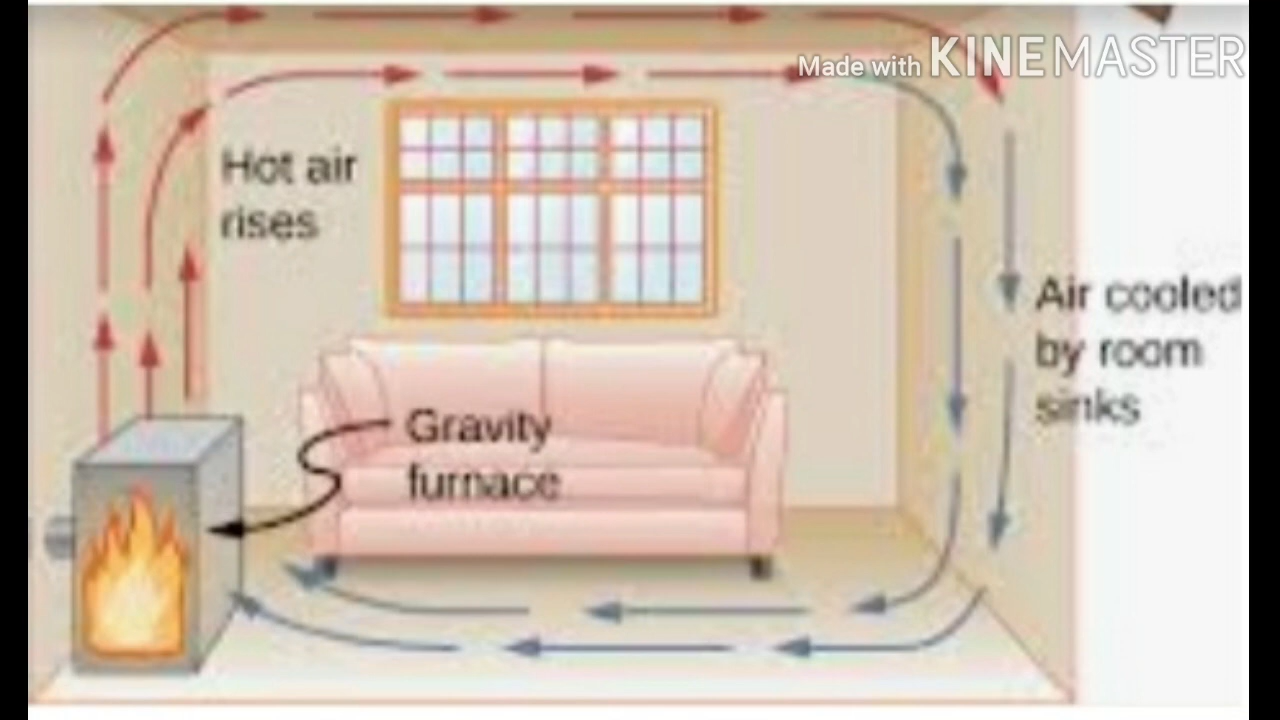 Made with KINEMASTER
Hot air
rises
Air cooled
by room
sinks
Gravity
furnace